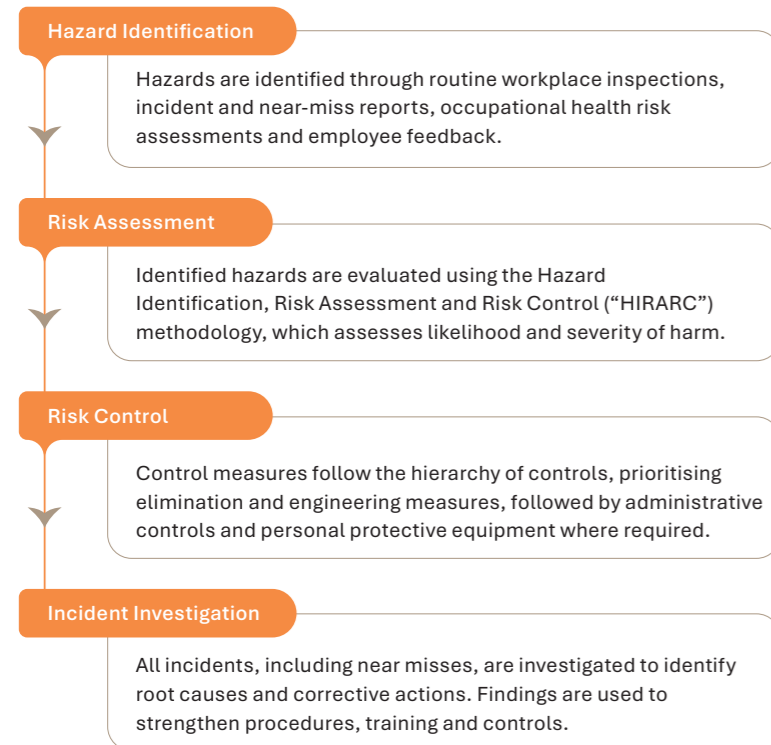 Hazard Identification
Hazards are identified through routine workplace inspections,
incident and near-miss reports, occupational health risk
assessments and employee feedback.
Risk Assessment
Identified hazards are evaluated using the Hazard
Identification, Risk Assessment and Risk Control (“HIRARC”)
methodology, which assesses likelihood and severity of harm.
Risk Control
Control measures follow the hierarchy of controls, prioritising
elimination and engineering measures, followed by administrative
controls and personal protective equipment where required.
Incident Investigation
All incidents, including near misses, are investigated to identify
root causes and corrective actions. Findings are used to
strengthen procedures, training and controls.